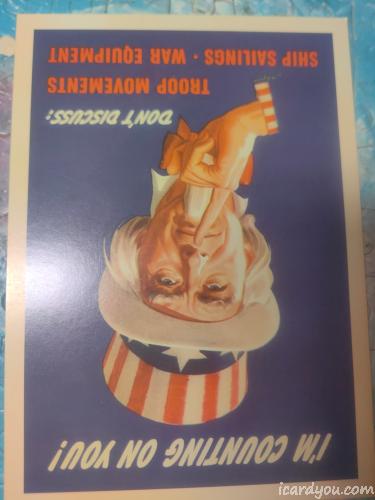 I'M COUNTING ON YOU!
DON'T DISCUSS:
TROOP MOVEMENTS
SHIP SAILINGS · WAR EQUIPMENT
icardyou.com